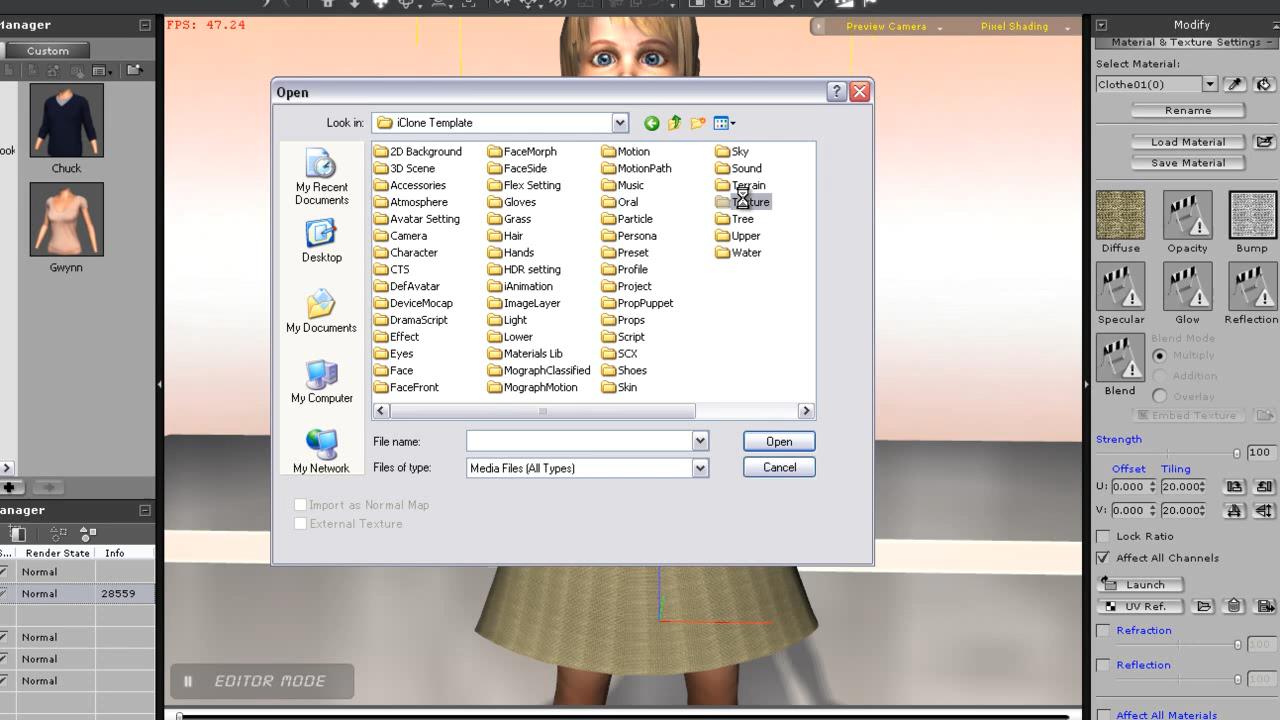 FPS: 47.24
Preview Camera
Pixel Shading
Manager
Custom
ook
Chuck
Gwynn
anager
S...
Render State
Info
Normal
Normal
28559
Normal
Normal
Normal
Open
Look in:
iClone Template
My Recent
Documents
Desktop
My Documents
My Computer
My Network
2D Background
3D Scene
Accessories
Atmosphere
Avatar Setting
Camera
Character
CTS
DefAvatar
DeviceMocap
DramaScript
Effect
Eyes
Face
FaceFront
FaceMorph
FaceSide
Flex Setting
Gloves
Grass
Hair
Hands
HDR setting
iAnimation
ImageLayer
Light
Lower
Materials Lib
MographClassified
MographMotion
Motion
MotionPath
Music
Oral
Particle
Persona
Preset
Profile
Project
PropPuppet
Props
Script
SCX
Shoes
Skin
Sky
Sound
Terrain
Texture
Tree
Upper
Water
File name:
Open
Files of type:
Media Files (All Types)
Cancel
Import as Normal Map
External Texture
EDITOR MODE
Modify
Material & Texture Settings
Select Material:
Clothe01(0)
Rename
Load Material
Save Material
Diffuse
Opacity
Bump
Specular
Glow
Reflection
Blend
Blend Mode
Multiply
Addition
Overlay
Embed Texture
Strength
100
Offset
Tiling
U: 0.000
20.000
V: 0.000
20.000
Lock Ratio
Affect All Channels
Launch
UV Ref.
Refraction
100
Reflection
100
Affect All Materials